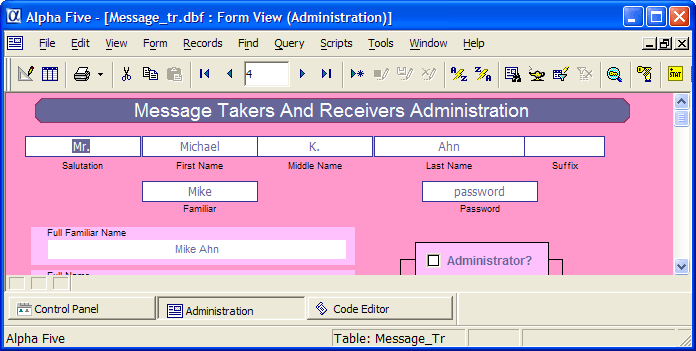 Alpha Five - [Message_tr.dbf : Form View (Administration)]
File Edit View Form Records Find Query Scripts Tools Window Help
4
A Z Z A START
Message Takers And Receivers Administration
Mr. Michael K. Ahn
Salutation First Name Middle Name Last Name Suffix
Mike password
Familiar Password
Full Familiar Name
Mike Ahn
Administrator?
Control Panel Administration Code Editor
Alpha Five Table: Message_Tr